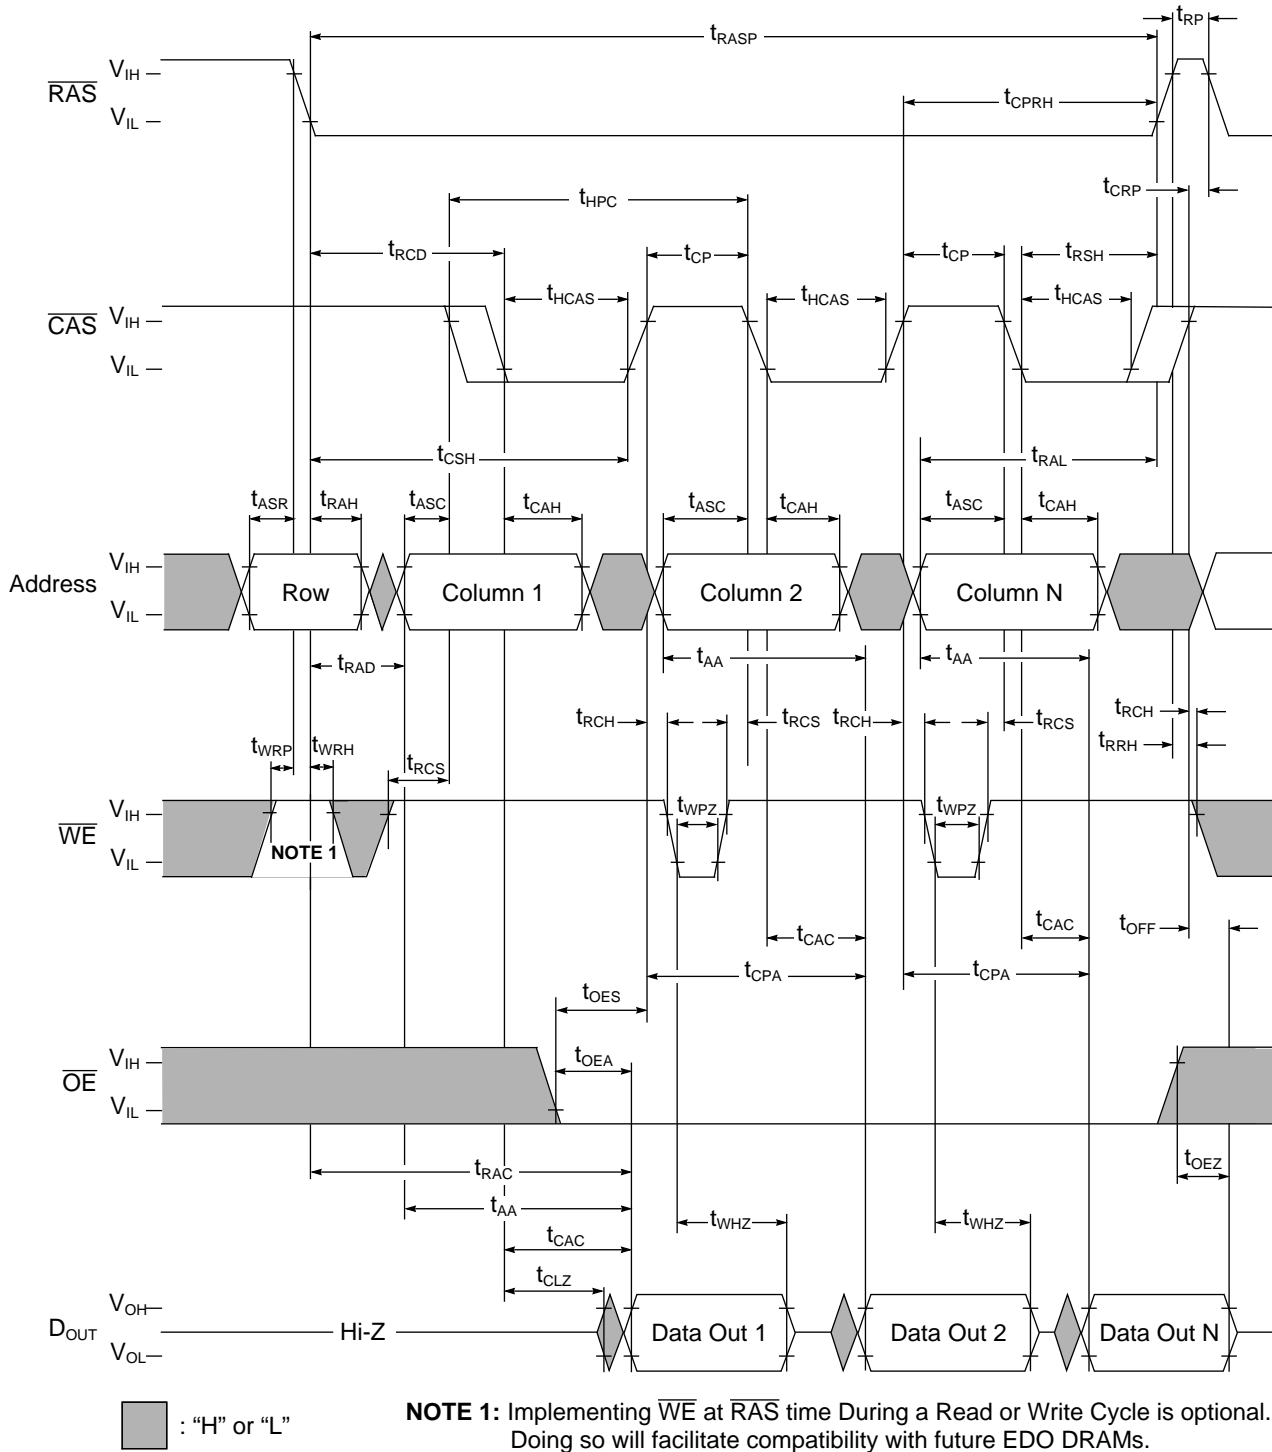 tRP
tRASP
RAS
VIH
VIL
tCPRH
tCRP
tHPC
tRCD
tCP
tCP
tRSH
tHCAS
tHCAS
tHCAS
CAS
VIH
VIL
tCSH
tRAL
tASR
tRAH
tASC
tCAH
tASC
tCAH
tASC
tCAH
Address
VIH
VIL
Row
Column 1
Column 2
Column N
tRAD
tAA
tAA
tRCH
tRCS
tRCH
tRCS
tRCH
tRRH
tWRP
tWRH
tRCS
WE
VIH
VIL
NOTE 1
tWPZ
tWPZ
tCAC
tCAC
tOFF
tCPA
tCPA
tOES
tOEA
OE
VIH
VIL
tRAC
tOEZ
tAA
tWHZ
tWHZ
tCAC
tCLZ
DOUT
VOH
VOL
Hi-Z
Data Out 1
Data Out 2
Data Out N
: “H” or “L”
NOTE 1: Implementing WE at RAS time During a Read or Write Cycle is optional.
Doing so will facilitate compatibility with future EDO DRAMs.